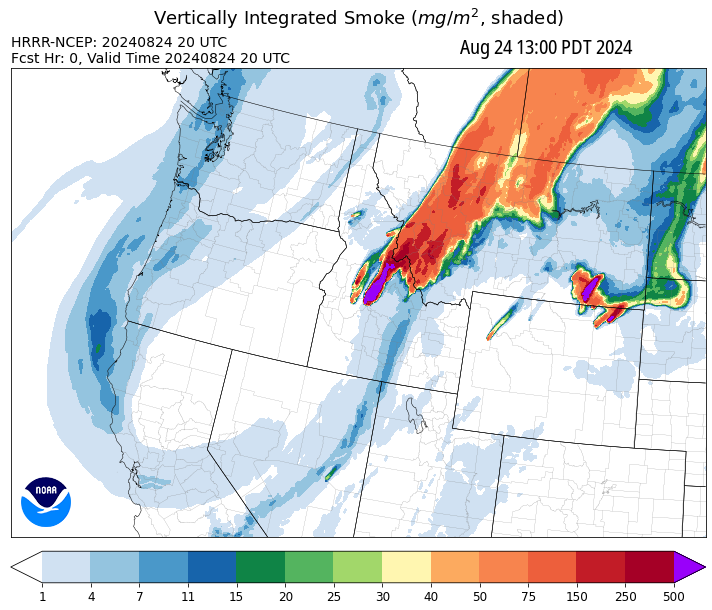 Vertically Integrated Smoke (mg/m², shaded)
HRRR-NCEP: 20240824 20 UTC
Aug 24 13:00 PDT 2024
Fcst Hr: 0, Valid Time 20240824 20 UTC
NOAA
1 4 7 11 15 20 25 30 40 50 75 150 250 500